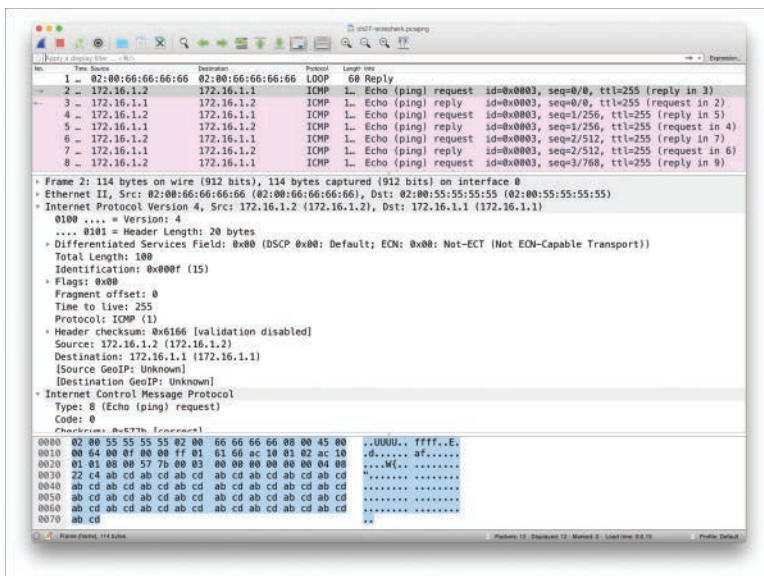 ch07-wireshark.pcapng
Apply a display filter ... <⌘/>
Expression...
No. Time Source Destination Protocol Length Info
1 … 02:00:66:66:66:66 02:00:66:66:66:66 LOOP 60 Reply
2 … 172.16.1.2 172.16.1.1 ICMP 1… Echo (ping) request id=0x0003, seq=0/0, ttl=255 (reply in 3)
3 … 172.16.1.1 172.16.1.2 ICMP 1… Echo (ping) reply id=0x0003, seq=0/0, ttl=255 (request in 2)
4 … 172.16.1.2 172.16.1.1 ICMP 1… Echo (ping) request id=0x0003, seq=1/256, ttl=255 (reply in 5)
5 … 172.16.1.1 172.16.1.2 ICMP 1… Echo (ping) reply id=0x0003, seq=1/256, ttl=255 (request in 4)
6 … 172.16.1.2 172.16.1.1 ICMP 1… Echo (ping) request id=0x0003, seq=2/512, ttl=255 (reply in 7)
7 … 172.16.1.1 172.16.1.2 ICMP 1… Echo (ping) reply id=0x0003, seq=2/512, ttl=255 (request in 6)
8 … 172.16.1.2 172.16.1.1 ICMP 1… Echo (ping) request id=0x0003, seq=3/768, ttl=255 (reply in 9)
Frame 2: 114 bytes on wire (912 bits), 114 bytes captured (912 bits) on interface 0
Ethernet II, Src: 02:00:66:66:66:66 (02:00:66:66:66:66), Dst: 02:00:55:55:55:55 (02:00:55:55:55:55)
Internet Protocol Version 4, Src: 172.16.1.2 (172.16.1.2), Dst: 172.16.1.1 (172.16.1.1)
0100 .... = Version: 4
.... 0101 = Header Length: 20 bytes
Differentiated Services Field: 0x00 (DSCP 0x00: Default; ECN: 0x00: Not-ECT (Not ECN-Capable Transport))
Total Length: 100
Identification: 0x000f (15)
Flags: 0x00
Fragment offset: 0
Time to live: 255
Protocol: ICMP (1)
Header checksum: 0x6166 [validation disabled]
Source: 172.16.1.2 (172.16.1.2)
Destination: 172.16.1.1 (172.16.1.1)
[Source GeoIP: Unknown]
[Destination GeoIP: Unknown]
Internet Control Message Protocol
Type: 8 (Echo (ping) request)
Code: 0
Checksum: 0x577b [correct]
0000 02 00 55 55 55 55 02 00 66 66 66 66 08 00 45 00 ..UUUU.. ffff..E.
0010 00 64 00 0f 00 00 ff 01 61 66 ac 10 01 02 ac 10 .d...... af......
0020 01 01 08 00 57 7b 00 03 00 00 00 00 00 00 04 08 ....W{.. ........
0030 22 c4 ab cd ab cd ab cd ab cd ab cd ab cd ab cd "....... ........
0040 ab cd ab cd ab cd ab cd ab cd ab cd ab cd ab cd ........ ........
0050 ab cd ab cd ab cd ab cd ab cd ab cd ab cd ab cd ........ ........
0060 ab cd ab cd ab cd ab cd ab cd ab cd ab cd ab cd ........ ........
0070 ab cd ..
Frame (frame), 114 bytes
Packets: 12 · Displayed: 12 · Marked: 0 · Load time: 0:0.15
Profile: Default